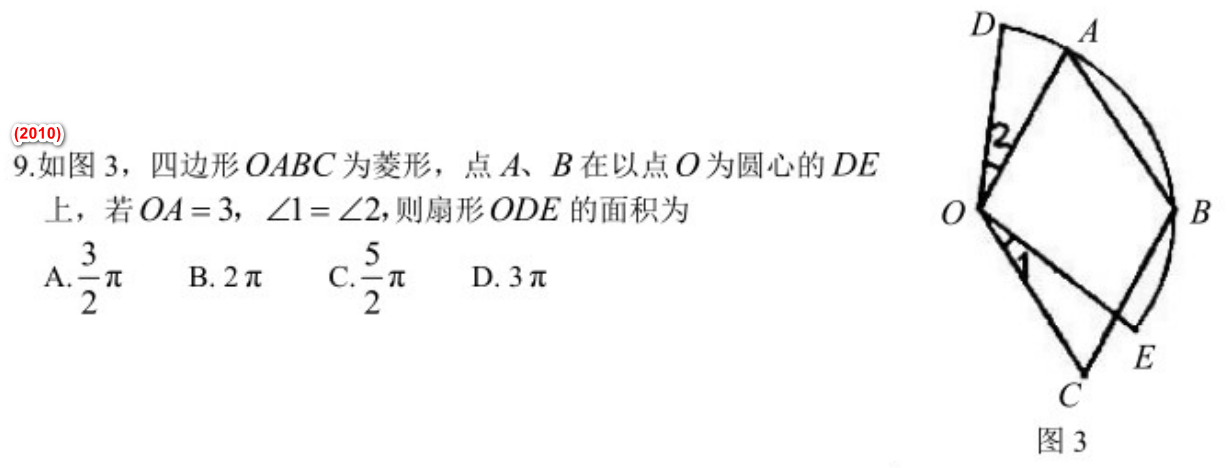 (2010)
9.如图 3，四边形 OABC 为菱形，点 A、B 在以点 O 为圆心的 DE
上，若 OA = 3，∠1 = ∠2，则扇形 ODE 的面积为
A. 3/2 π B. 2π C. 5/2 π D. 3π
D
A
2
O
B
1
E
C
图 3